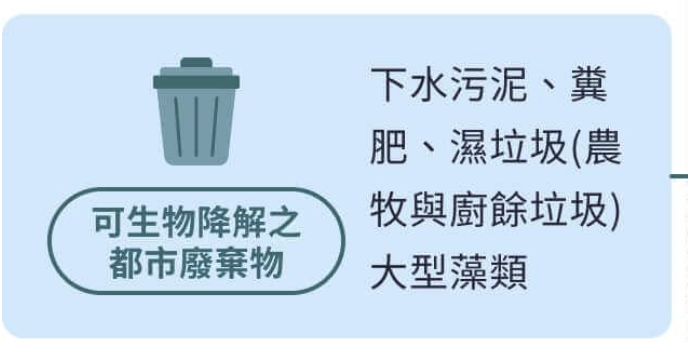 可生物降解之
都市廢棄物
下水污泥、糞
肥、濕垃圾(農
牧與廚餘垃圾)
大型藻類